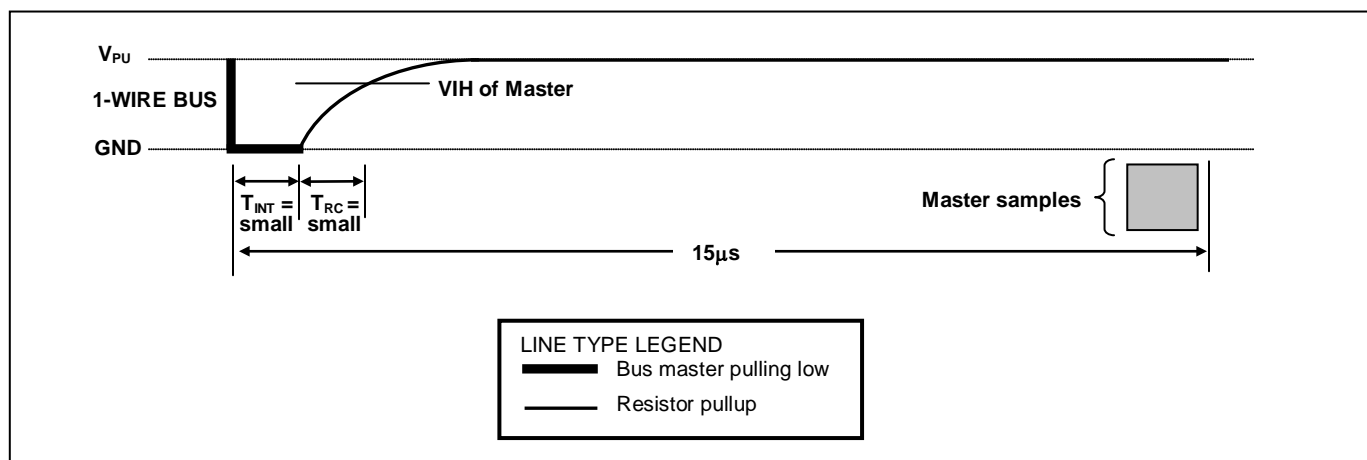 VPU
1-WIRE BUS
VIH of Master
GND
TINT =
small
TRC =
small
Master samples
15μs
LINE TYPE LEGEND
Bus master pulling low
Resistor pullup